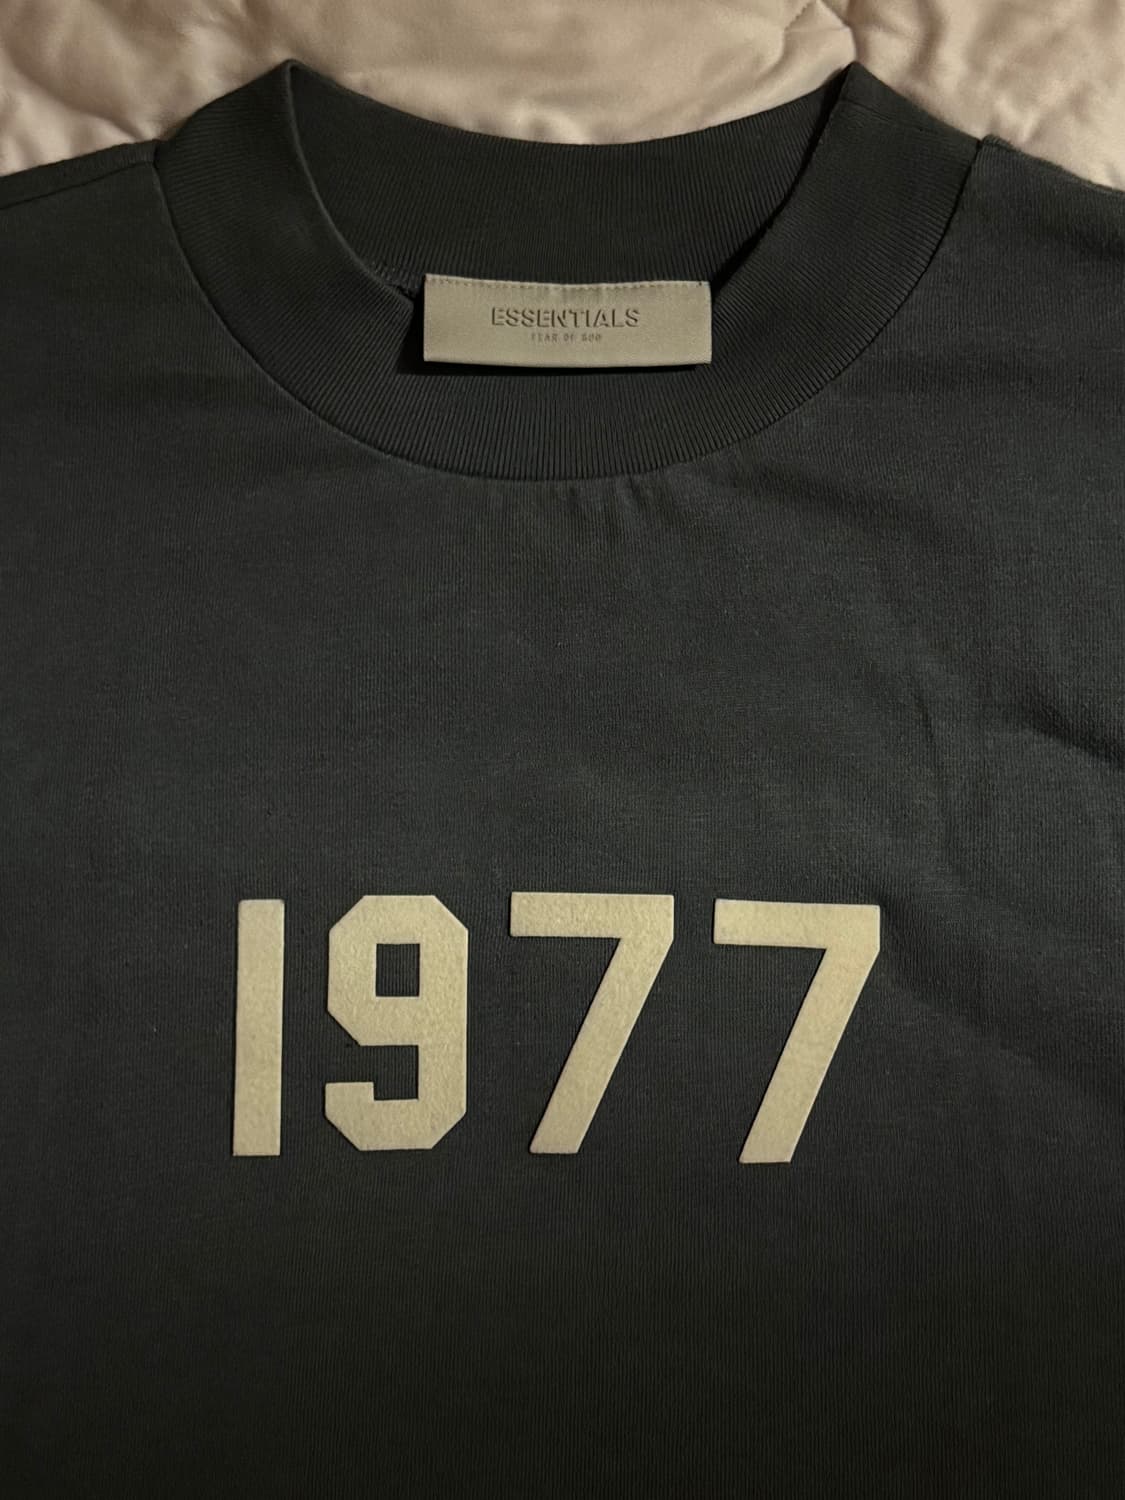 ESSENTIALS
FEAR OF GOD
1977